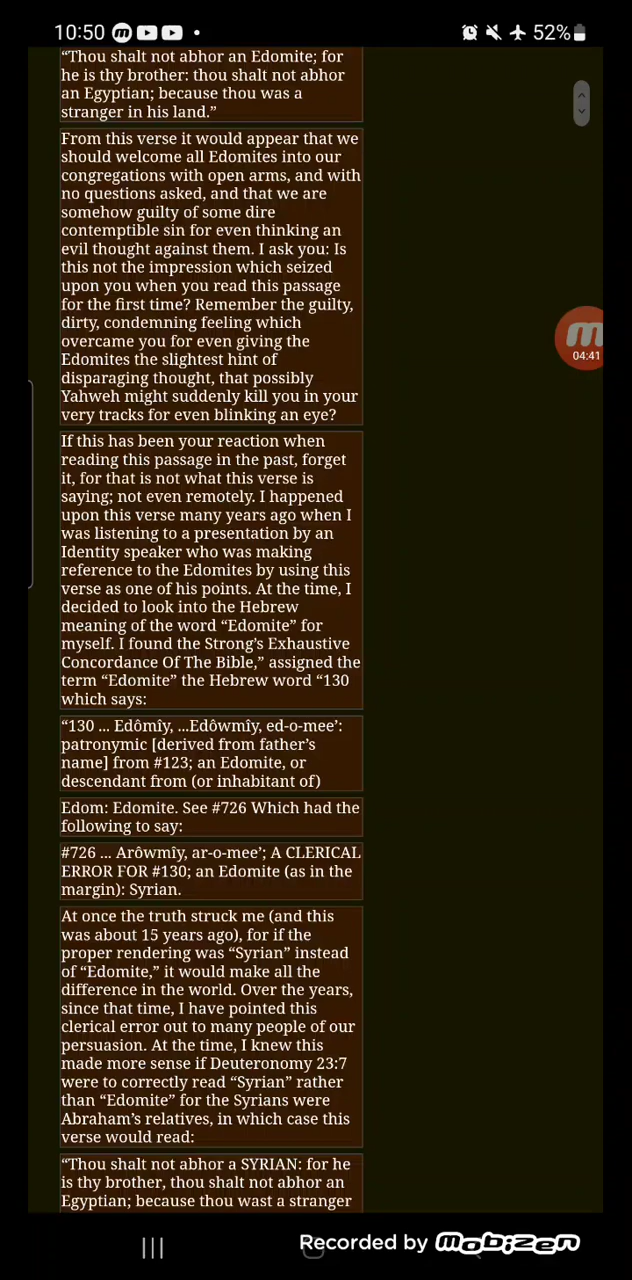 10:50
52%
“Thou shalt not abhor an Edomite; for
he is thy brother: thou shalt not abhor
an Egyptian; because thou was a
stranger in his land.”
From this verse it would appear that we
should welcome all Edomites into our
congregations with open arms, and with
no questions asked, and that we are
somehow guilty of some dire
contemptible sin for even thinking an
evil thought against them. I ask you: Is
this not the impression which seized
upon you when you read this passage
for the first time? Remember the guilty,
dirty, condemning feeling which
overcame you for even giving the
Edomites the slightest hint of
disparaging thought, that possibly
Yahweh might suddenly kill you in your
very tracks for even blinking an eye?
m
04:41
If this has been your reaction when
reading this passage in the past, forget
it, for that is not what this verse is
saying; not even remotely. I happened
upon this verse many years ago when I
was listening to a presentation by an
Identity speaker who was making
reference to the Edomites by using this
verse as one of his points. At the time, I
decided to look into the Hebrew
meaning of the word “Edomite” for
myself. I found the Strong’s Exhaustive
Concordance Of The Bible,” assigned the
term “Edomite” the Hebrew word “130
which says:
“130 ... Edômîy, ...Edôwmîy, ed-o-mee’:
patronymic [derived from father’s
name] from #123; an Edomite, or
descendant from (or inhabitant of)
Edom: Edomite. See #726 Which had the
following to say:
#726 ... Arôwmîy, ar-o-mee’; A CLERICAL
ERROR FOR #130; an Edomite (as in the
margin): Syrian.
At once the truth struck me (and this
was about 15 years ago), for if the
proper rendering was “Syrian” instead
of “Edomite,” it would make all the
difference in the world. Over the years,
since that time, I have pointed this
clerical error out to many people of our
persuasion. At the time, I knew this
made more sense if Deuteronomy 23:7
were to correctly read “Syrian” rather
than “Edomite” for the Syrians were
Abraham’s relatives, in which case this
verse would read:
“Thou shalt not abhor a SYRIAN: for he
is thy brother, thou shalt not abhor an
Egyptian; because thou wast a stranger
Recorded by mobizen